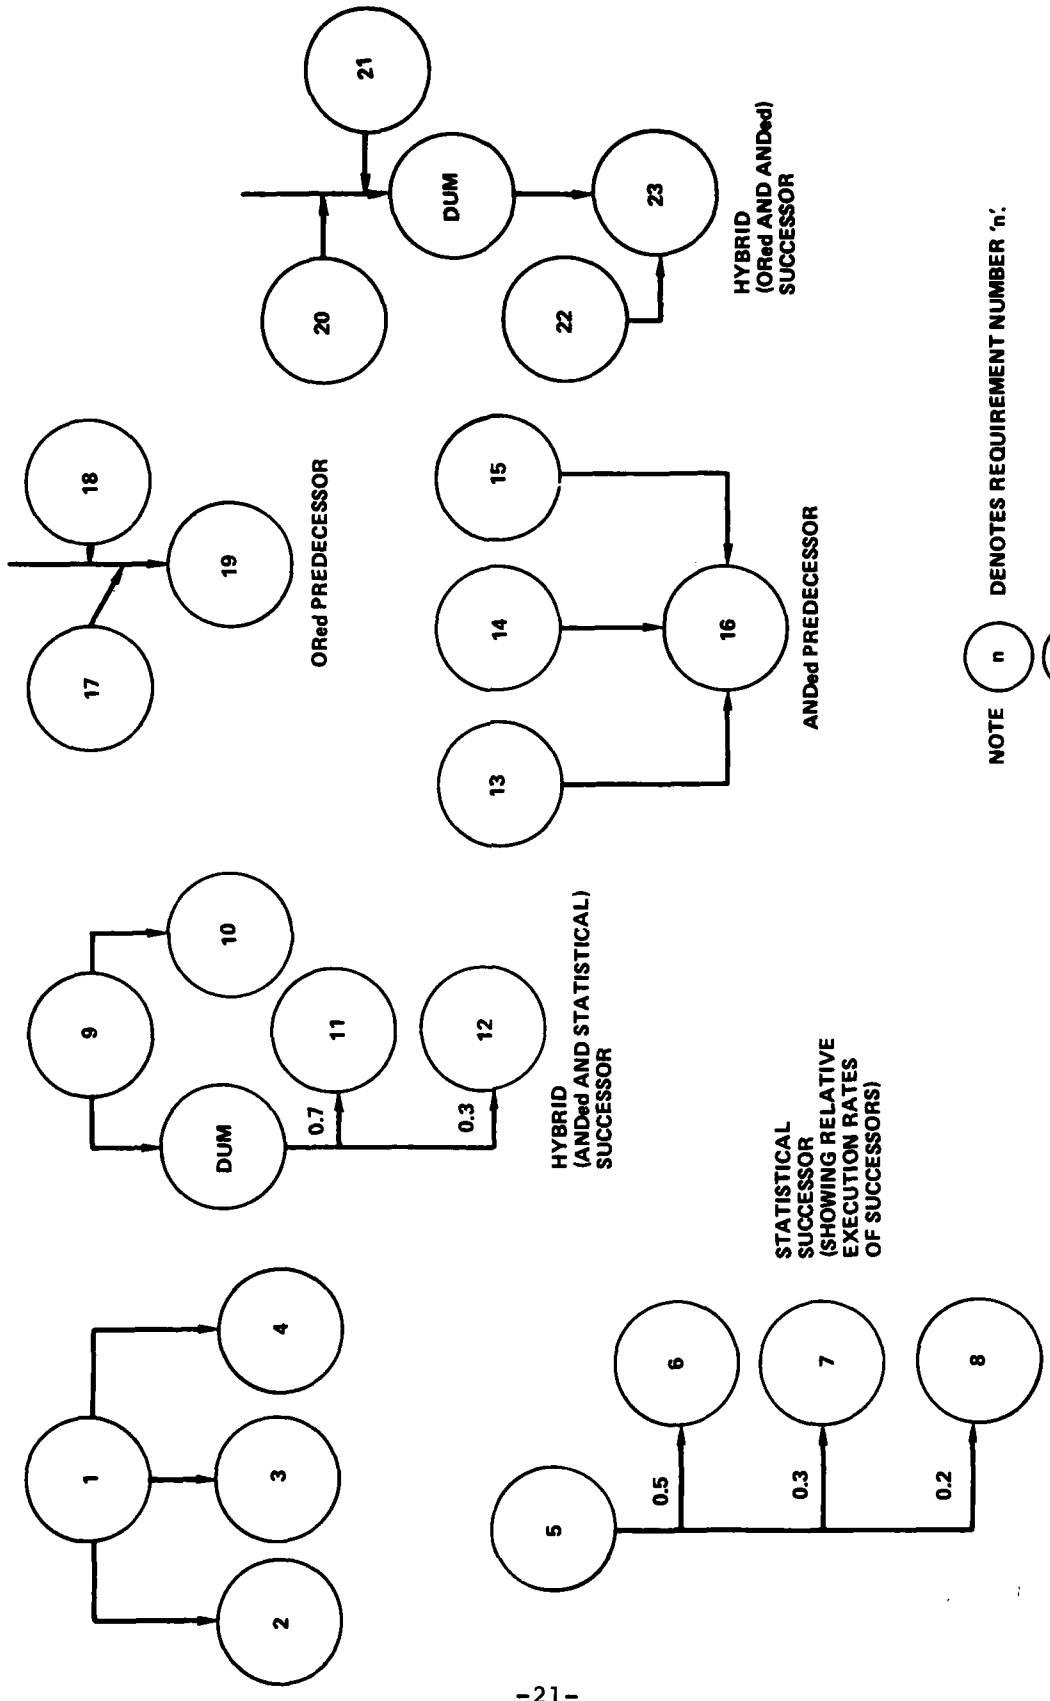 1
2
3
4
5
0.5
6
0.3
7
0.2
8
STATISTICAL
SUCCESSOR
(SHOWING RELATIVE
EXECUTION RATES
OF SUCCESSORS)
9
DUM
10
0.7
11
0.3
12
HYBRID
(ANDed AND STATISTICAL)
SUCCESSOR
17
18
19
ORed PREDECESSOR
13
14
15
16
ANDed PREDECESSOR
20
21
DUM
22
23
HYBRID
(ORed AND ANDed)
SUCCESSOR
NOTE n DENOTES REQUIREMENT NUMBER 'n'.
-21-